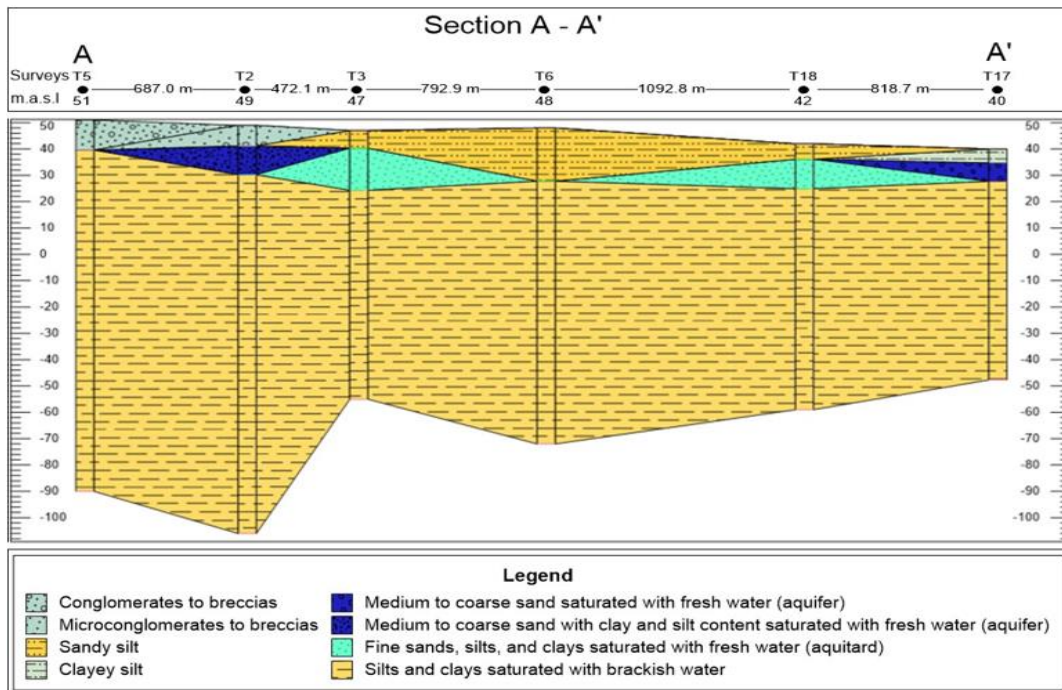 Section A - A'
A A'
Surveys T5 T2 T3 T6 T18 T17
687.0 m 472.1 m 792.9 m 1092.8 m 818.7 m
m.a.s.l 51 49 47 48 42 40
50 50
40 40
30 30
20 20
10 10
0 0
-10 -10
-20 -20
-30 -30
-40 -40
-50 -50
-60 -60
-70 -70
-80 -80
-90 -90
-100 -100
Legend
Conglomerates to breccias
Microconglomerates to breccias
Sandy silt
Clayey silt
Medium to coarse sand saturated with fresh water (aquifer)
Medium to coarse sand with clay and silt content saturated with fresh water (aquifer)
Fine sands, silts, and clays saturated with fresh water (aquitard)
Silts and clays saturated with brackish water